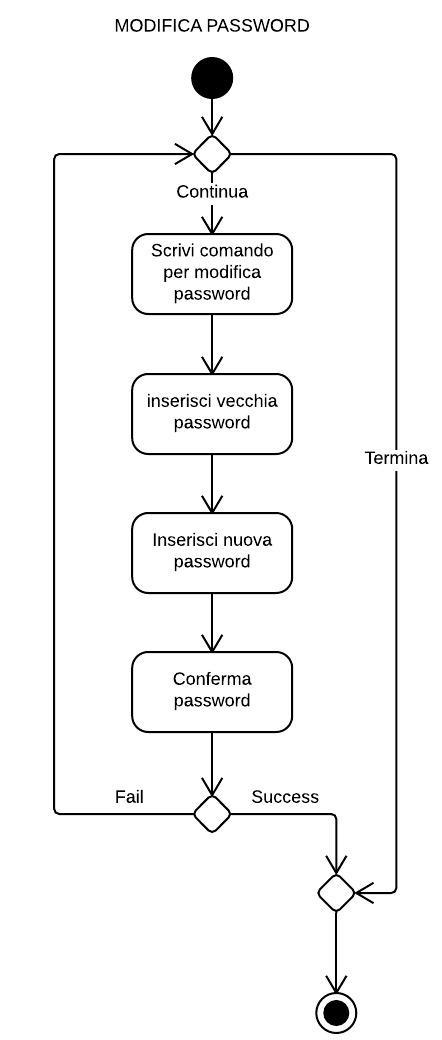 MODIFICA PASSWORD
Continua
Scrivi comando
per modifica
password
inserisci vecchia
password
Termina
Inserisci nuova
password
Conferma
password
Fail
Success